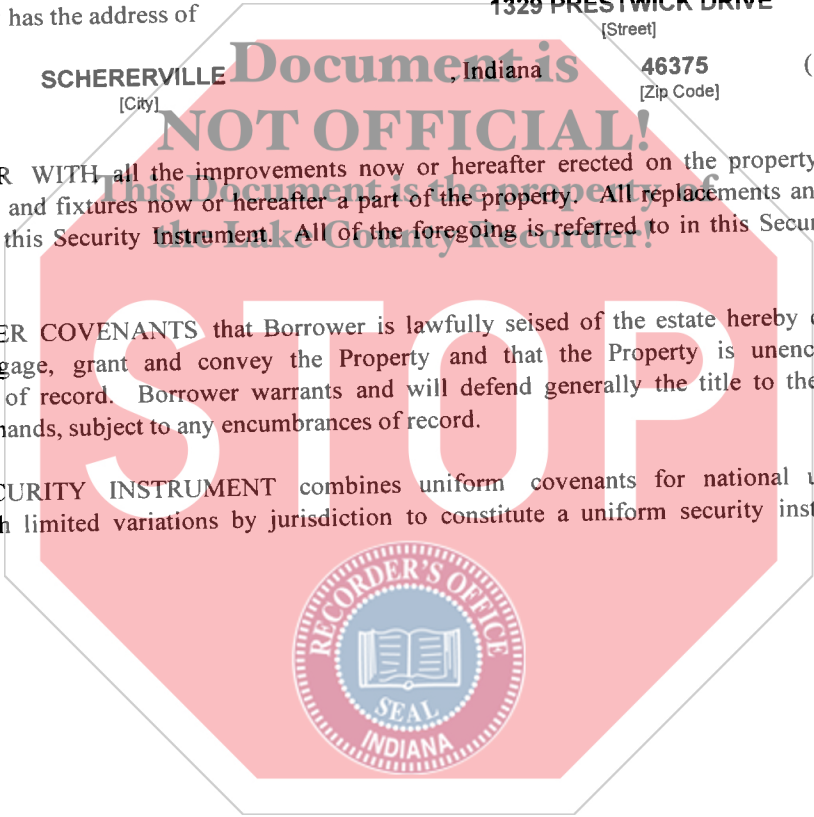 has the address of 1329 PRESTWICK DRIVE
[Street]
SCHERERVILLE , Indiana 46375 (
[City] [Zip Code]
Document is
NOT OFFICIAL!
This Document is the property of
the Lake County Recorder!
R WITH all the improvements now or hereafter erected on the property
and fixtures now or hereafter a part of the property. All replacements an
this Security Instrument. All of the foregoing is referred to in this Secu
ER COVENANTS that Borrower is lawfully seised of the estate hereby
gage, grant and convey the Property and that the Property is unenc
of record. Borrower warrants and will defend generally the title to the
ands, subject to any encumbrances of record.
CURITY INSTRUMENT combines uniform covenants for national u
h limited variations by jurisdiction to constitute a uniform security inst
STOP
RECORDER'S OFFICE
SEAL
INDIANA